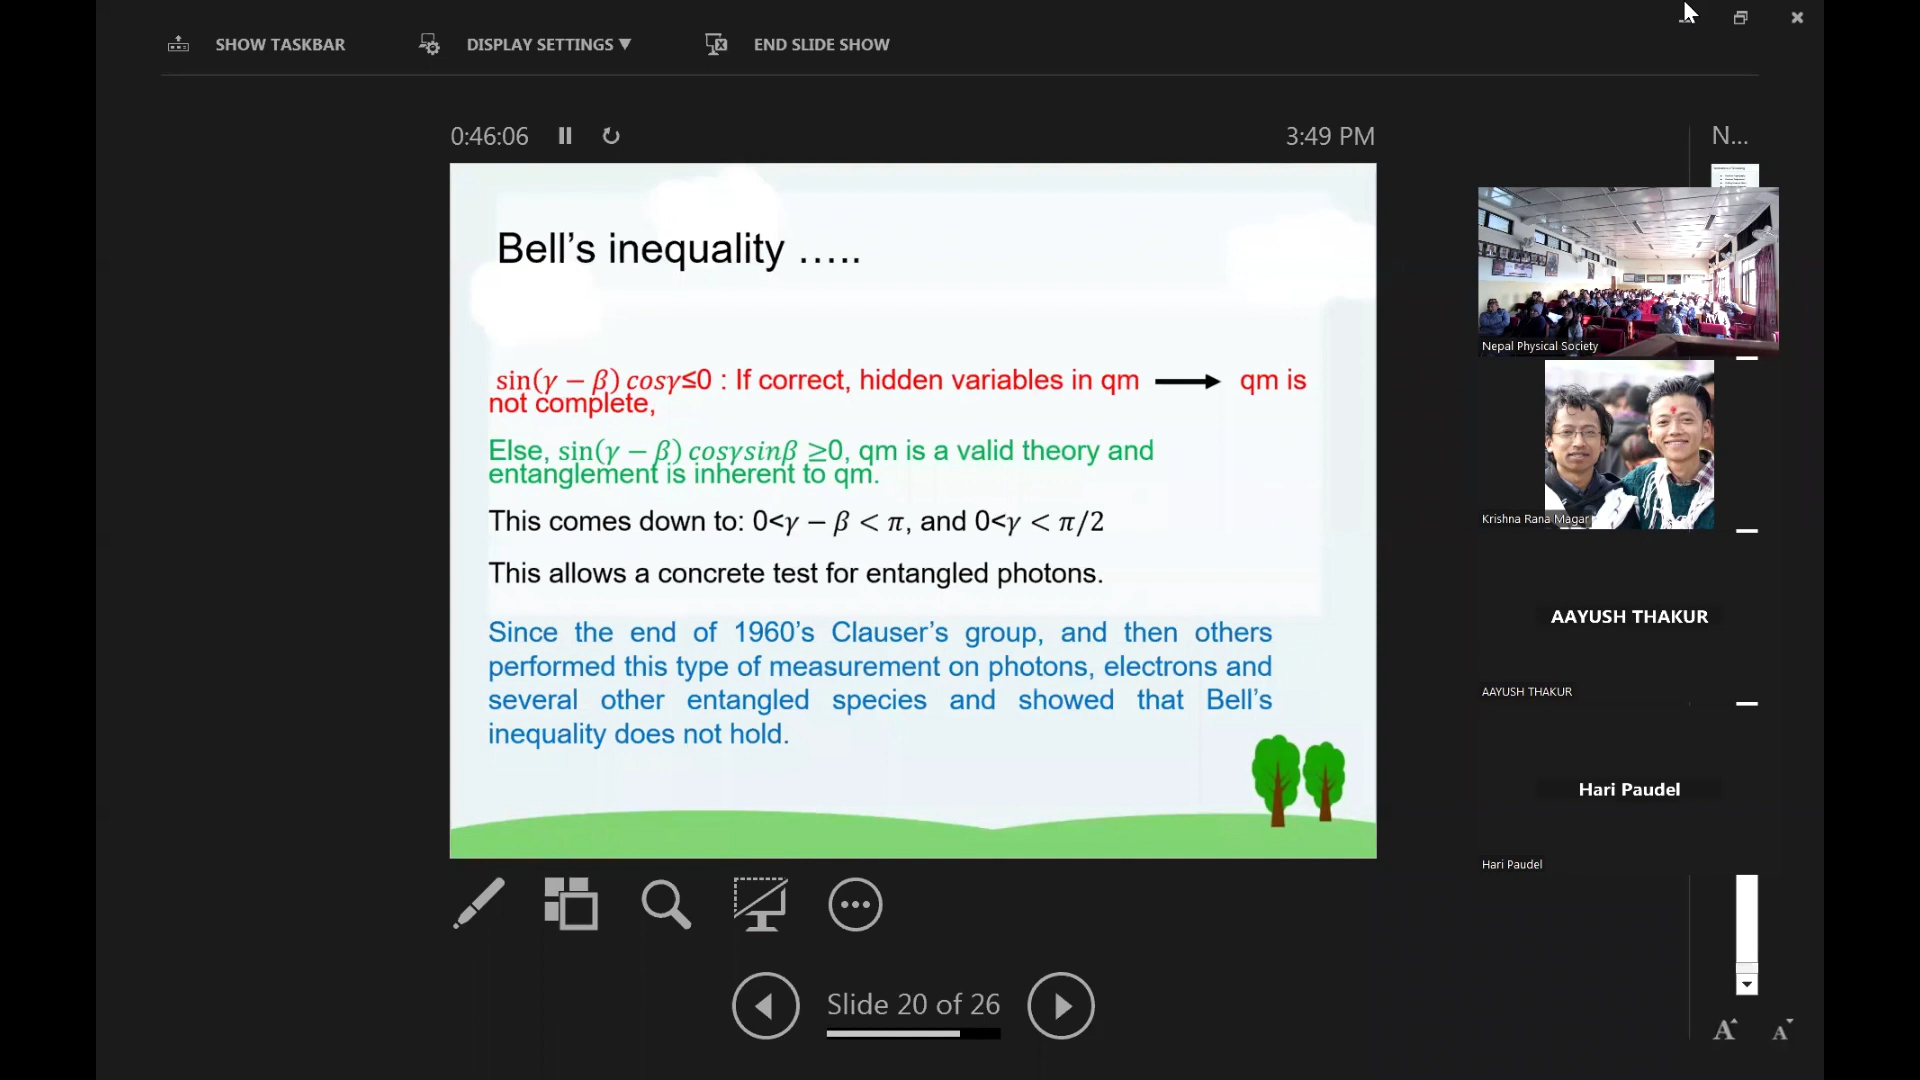 SHOW TASKBAR
DISPLAY SETTINGS ▼
END SLIDE SHOW
0:46:06
3:49 PM
N...
Bell’s inequality …..
sin(γ − β) cosγ≤0 : If correct, hidden variables in qm ⟶ qm is
not complete,
Else, sin(γ − β) cosγsinβ ≥0, qm is a valid theory and
entanglement is inherent to qm.
This comes down to: 0<γ − β < π, and 0<γ < π/2
This allows a concrete test for entangled photons.
Since the end of 1960’s Clauser’s group, and then others
performed this type of measurement on photons, electrons and
several other entangled species and showed that Bell’s
inequality does not hold.
Slide 20 of 26
Nepal Physical Society
Krishna Rana Magar
AAYUSH THAKUR
AAYUSH THAKUR
Hari Paudel
Hari Paudel
A A